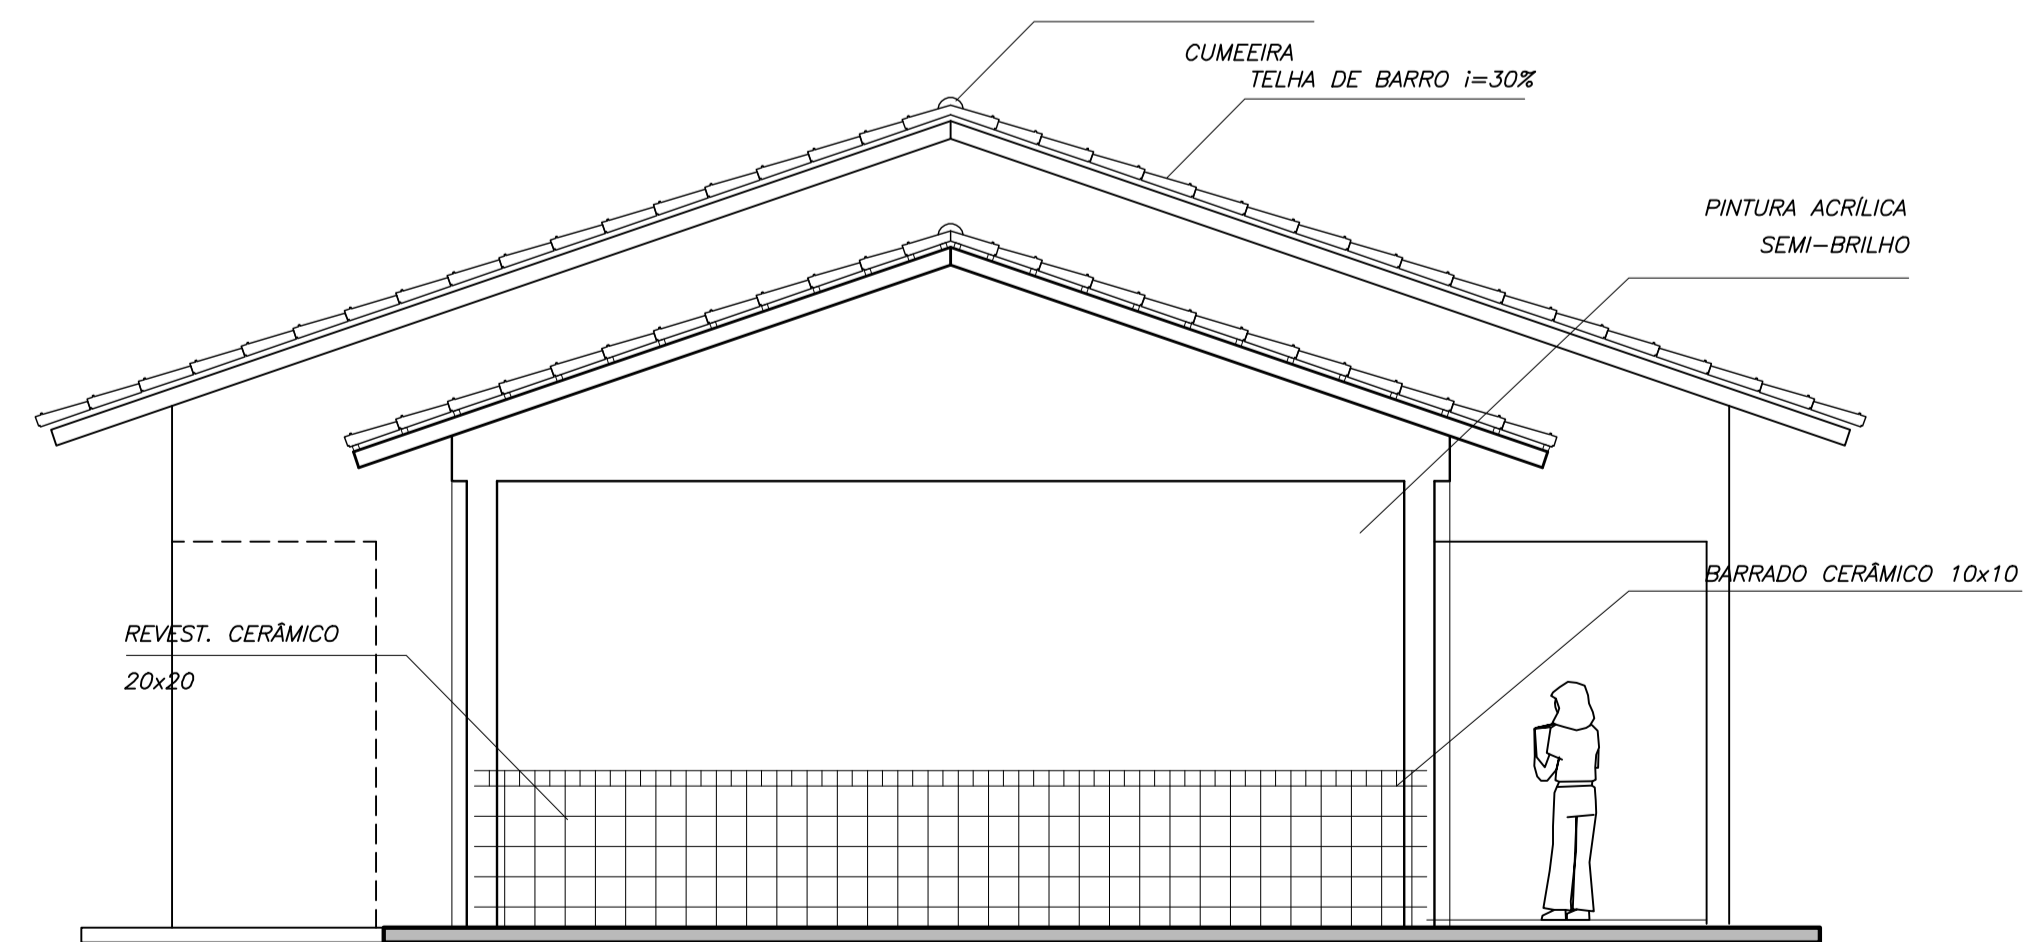 CUMEEIRA
TELHA DE BARRO i=30%
PINTURA ACRÍLICA
SEMI-BRILHO
BARRADO CERÂMICO 10x10
REVEST. CERÂMICO
20x20